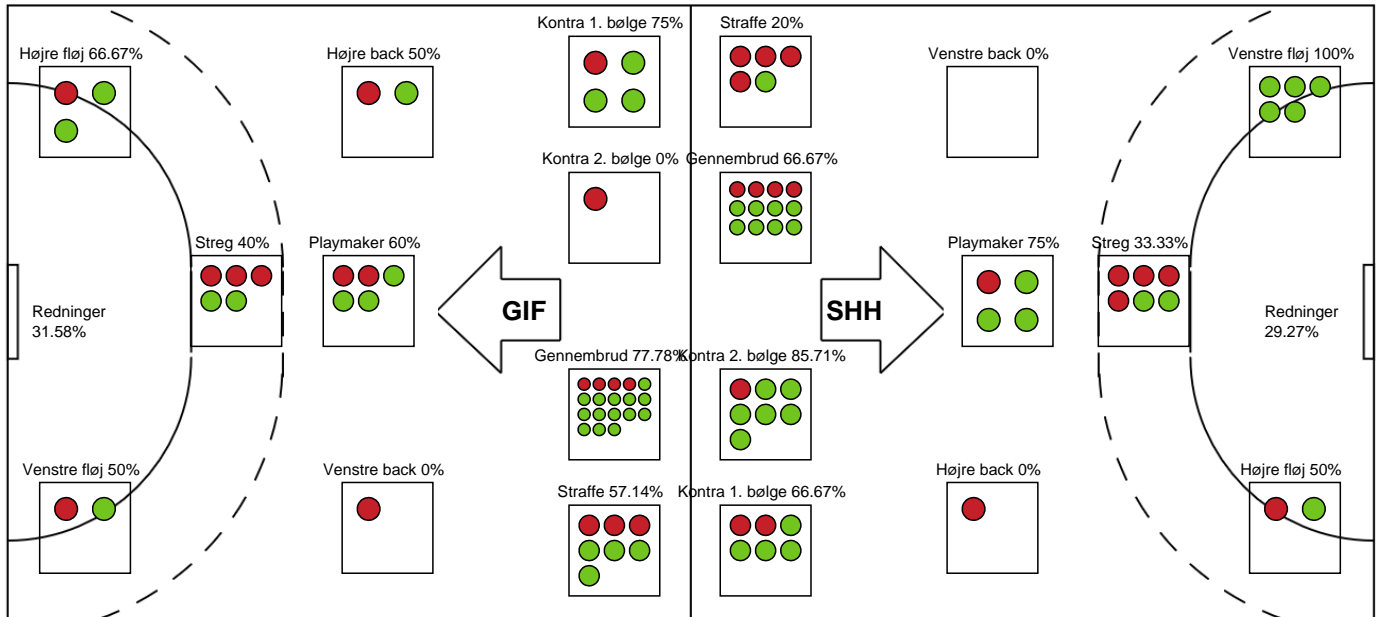 Kontra 1. bølge 75%
Straffe 20%
Højre fløj 66.67%
Højre back 50%
Venstre back 0%
Venstre fløj 100%
Kontra 2. bølge 0%
Gennembrud 66.67%
Streg 40%
Playmaker 60%
Playmaker 75%
Streg 33.33%
Redninger
31.58%
GIF
SHH
Redninger
29.27%
Gennembrud 77.78%
Kontra 2. bølge 85.71%
Venstre fløj 50%
Venstre back 0%
Højre back 0%
Højre fløj 50%
Straffe 57.14%
Kontra 1. bølge 66.67%